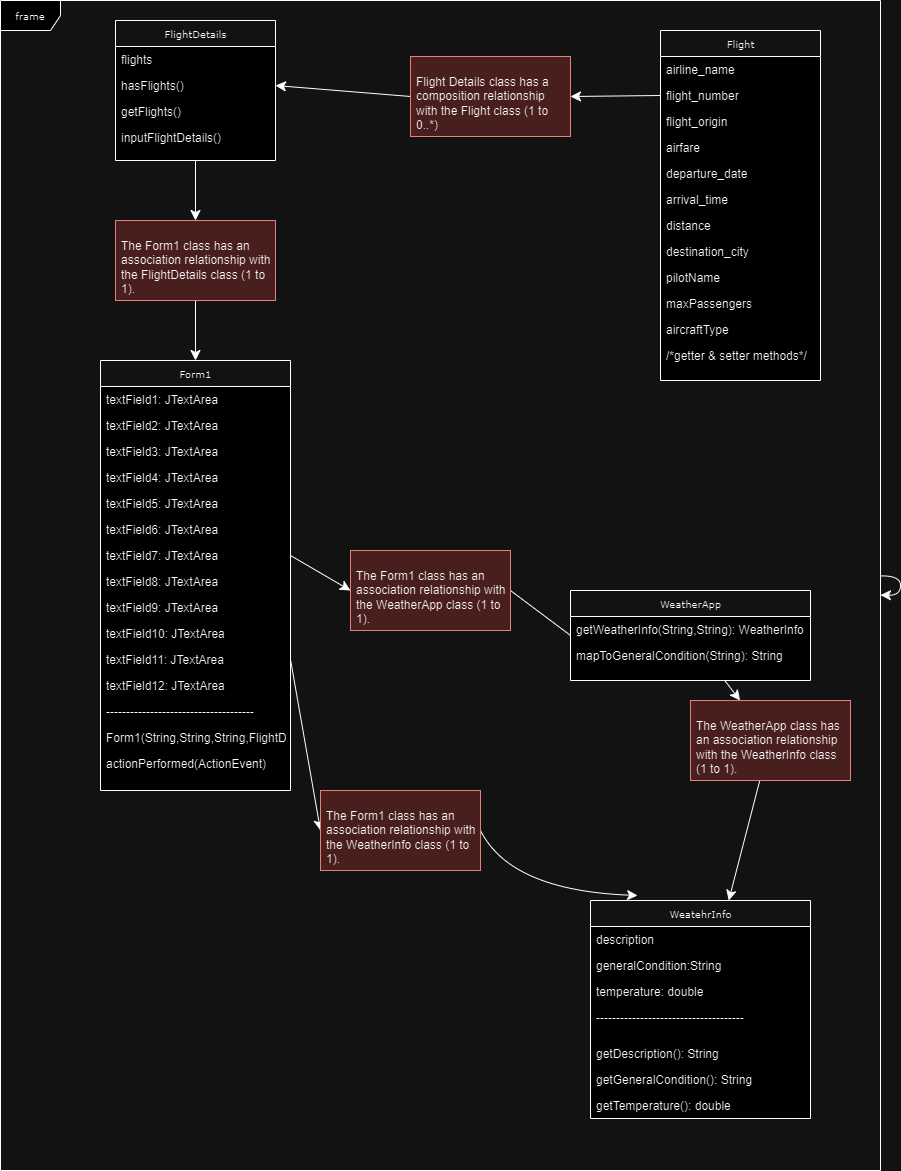 frame
FlightDetails
flights
hasFlights()
getFlights()
inputFlightDetails()
Flight Details class has a
composition relationship
with the Flight class (1 to
0..*)
Flight
airline_name
flight_number
flight_origin
airfare
departure_date
arrival_time
distance
destination_city
pilotName
maxPassengers
aircraftType
/*getter & setter methods*/
The Form1 class has an
association relationship with
the FlightDetails class (1 to
1).
Form1
textField1: JTextArea
textField2: JTextArea
textField3: JTextArea
textField4: JTextArea
textField5: JTextArea
textField6: JTextArea
textField7: JTextArea
textField8: JTextArea
textField9: JTextArea
textField10: JTextArea
textField11: JTextArea
textField12: JTextArea
-------------------------------------
Form1(String,String,String,FlightD
actionPerformed(ActionEvent)
The Form1 class has an
association relationship with
the WeatherApp class (1 to
1).
WeatherApp
getWeatherInfo(String,String): WeatherInfo
mapToGeneralCondition(String): String
The WeatherApp class has
an association relationship
with the WeatherInfo class
(1 to 1).
The Form1 class has an
association relationship with
the WeatherInfo class (1 to
1).
WeatehrInfo
description
generalCondition:String
temperature: double
-------------------------------------
getDescription(): String
getGeneralCondition(): String
getTemperature(): double